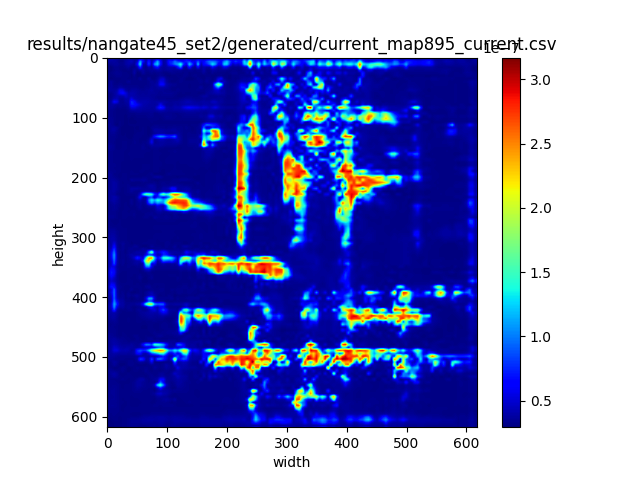 results/nangate45_set2/generated/current_map895_current.csv
1e−7
0
100
200
300
400
500
600
height
0 100 200 300 400 500 600
width
3.0
2.5
2.0
1.5
1.0
0.5